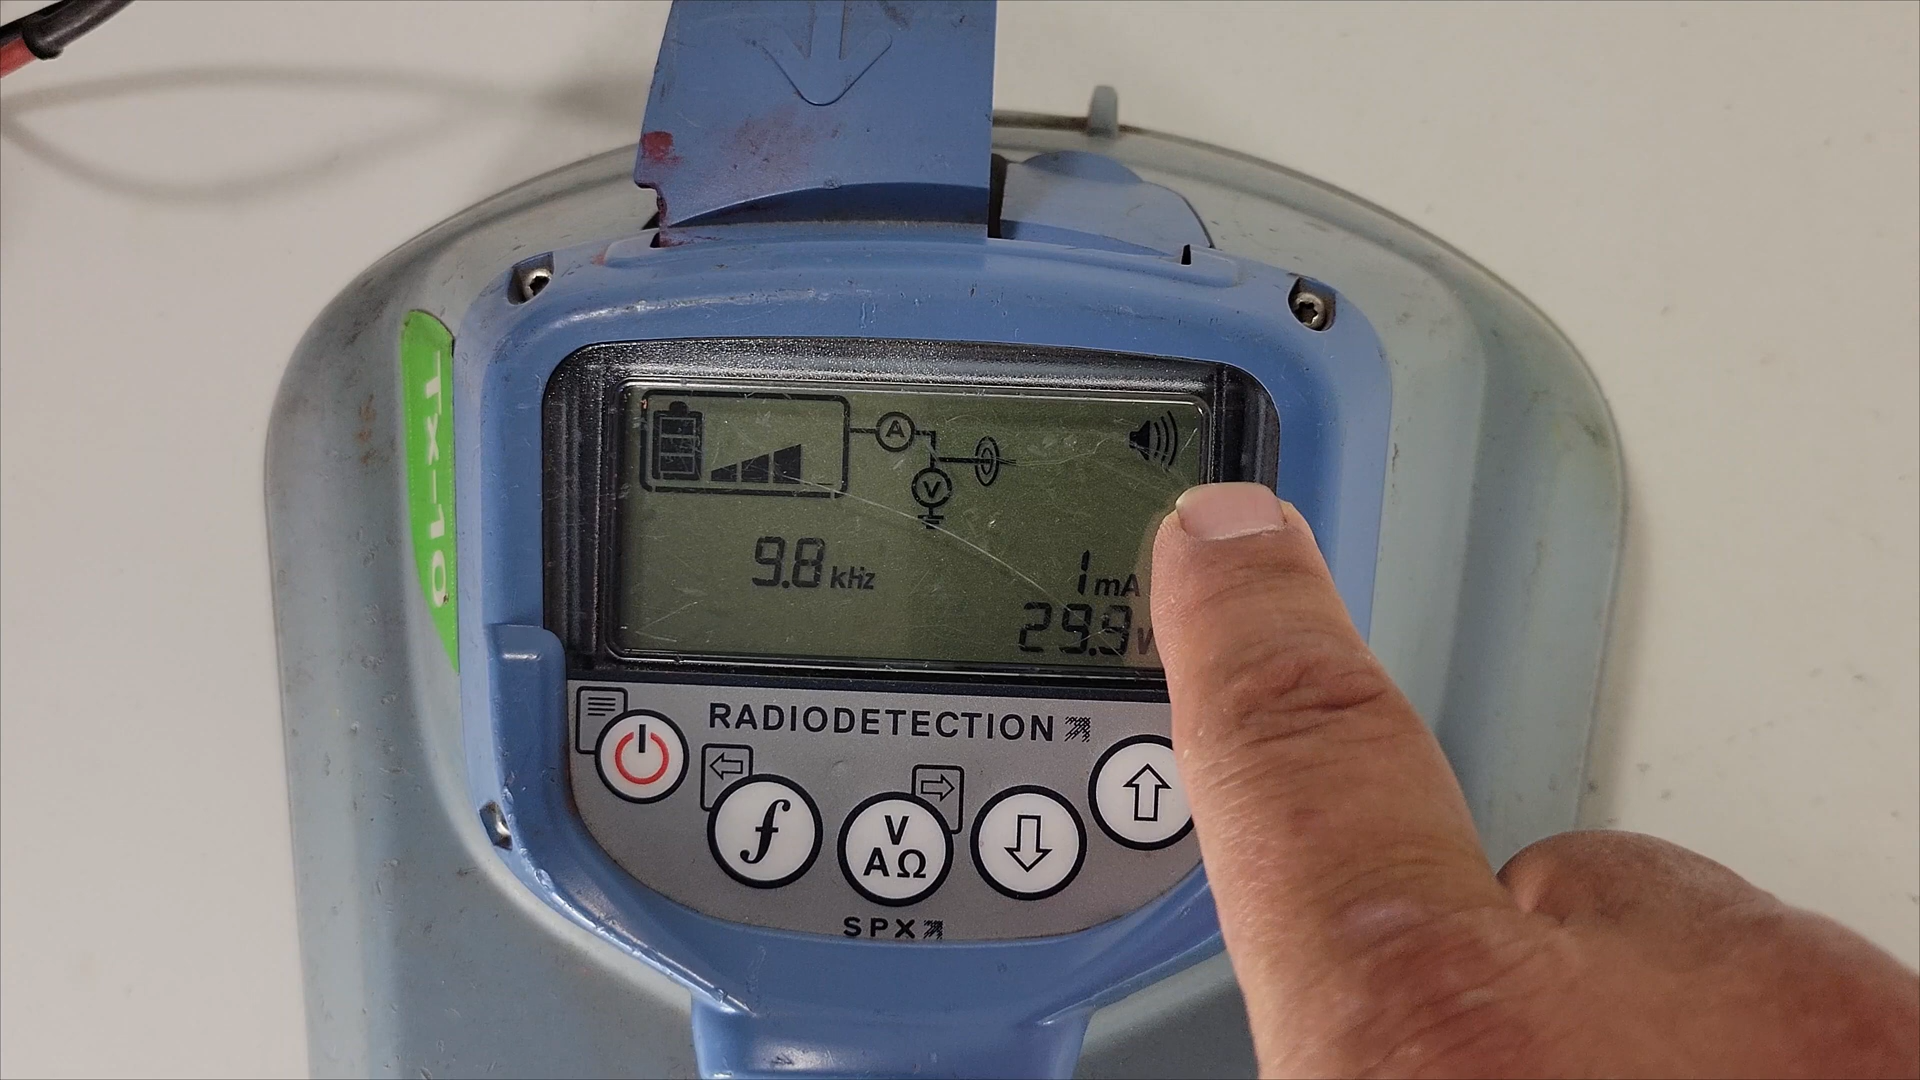 Tx-10
A
V
9.8 kHz
1 mA
29.9 V
RADIODETECTION
f
V
AΩ
SPX